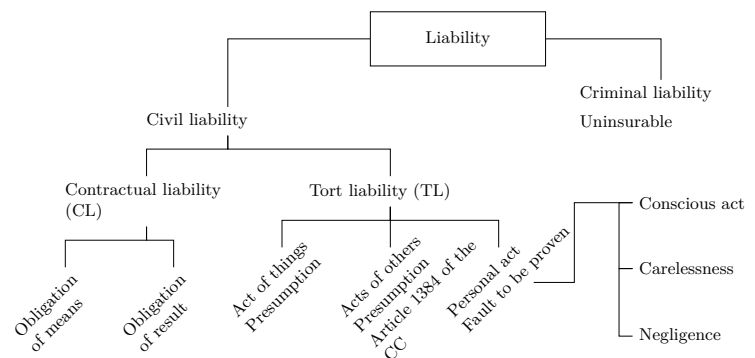 Liability
Criminal liability
Uninsurable
Civil liability
Contractual liability
(CL)
Tort liability (TL)
Conscious act
Carelessness
Negligence
Obligation
of means
Obligation
of result
Act of things
Presumption
Acts of others
Presumption
Article 1384 of the
CC
Personal act
Fault to be proven